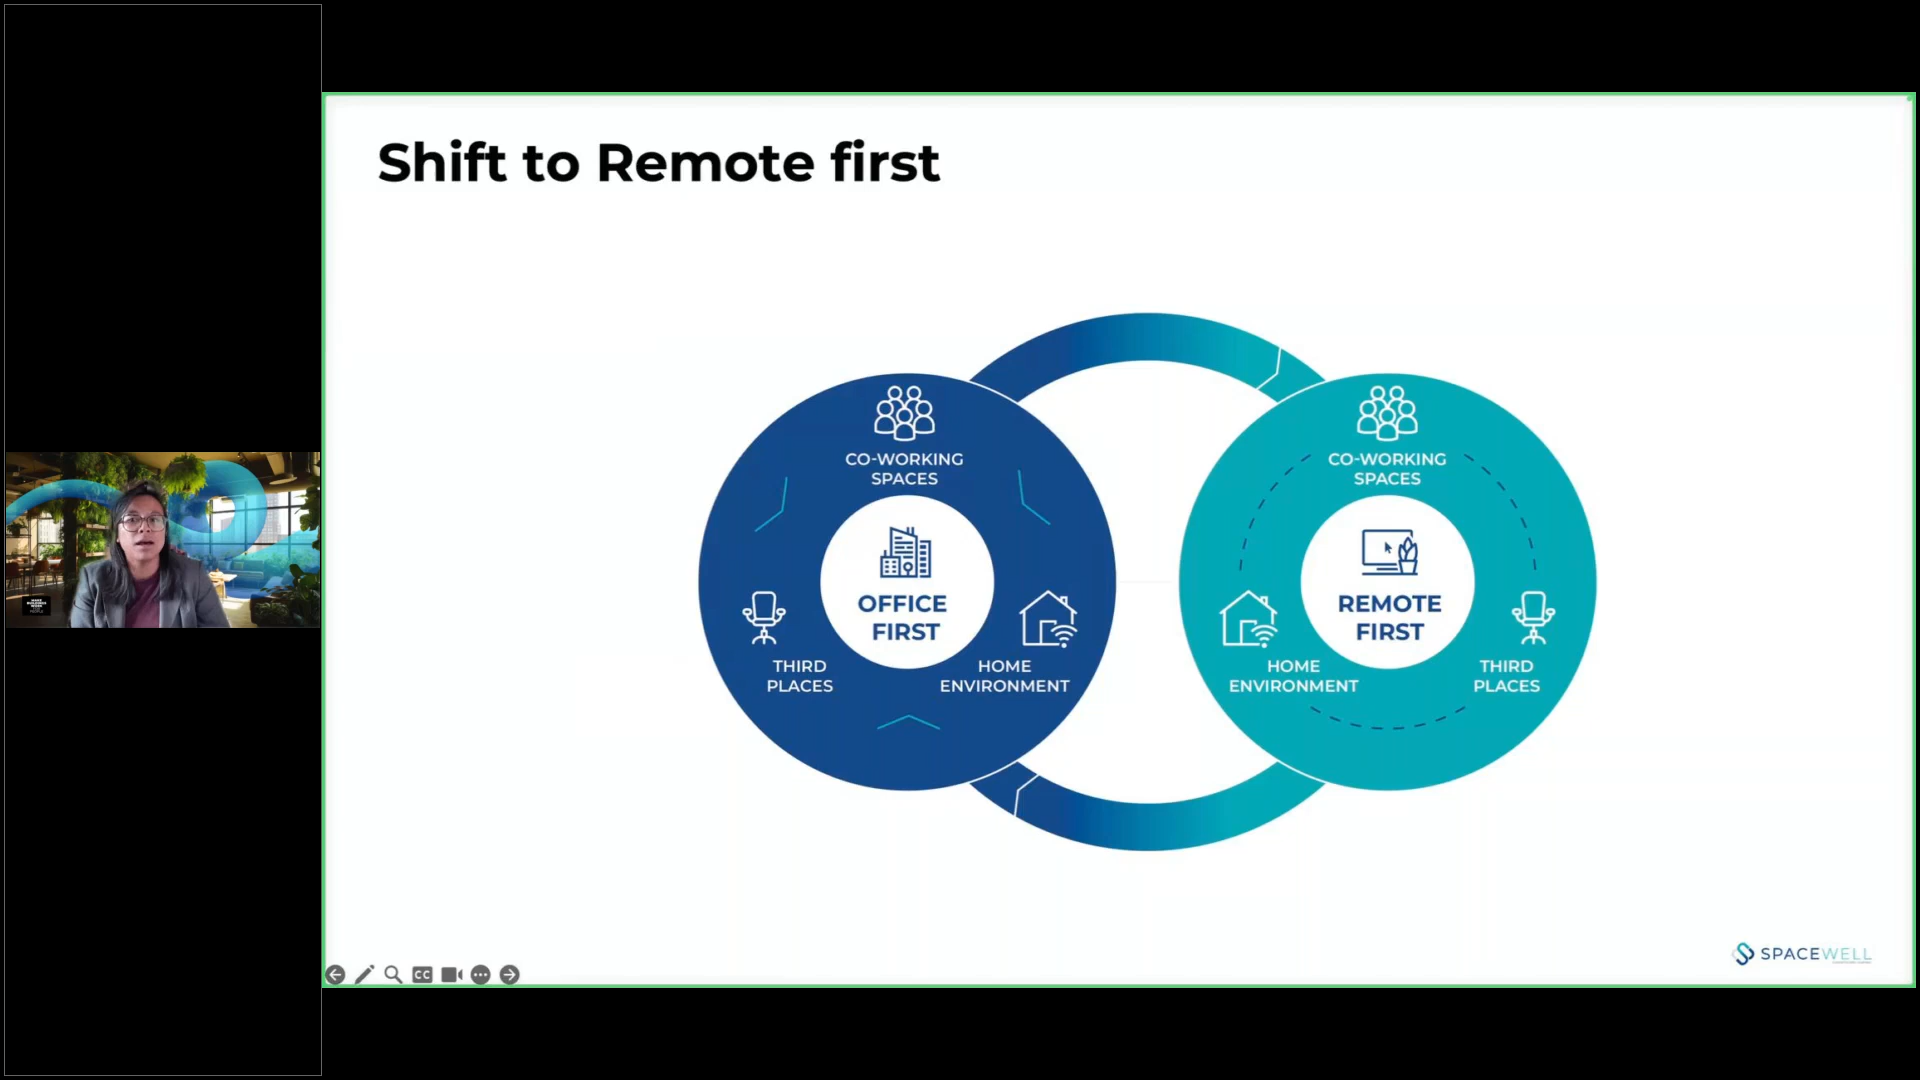 Shift to Remote first
CO-WORKING
SPACES
OFFICE
FIRST
THIRD
PLACES
HOME
ENVIRONMENT
CO-WORKING
SPACES
REMOTE
FIRST
HOME
ENVIRONMENT
THIRD
PLACES
SPACEWELL
CC